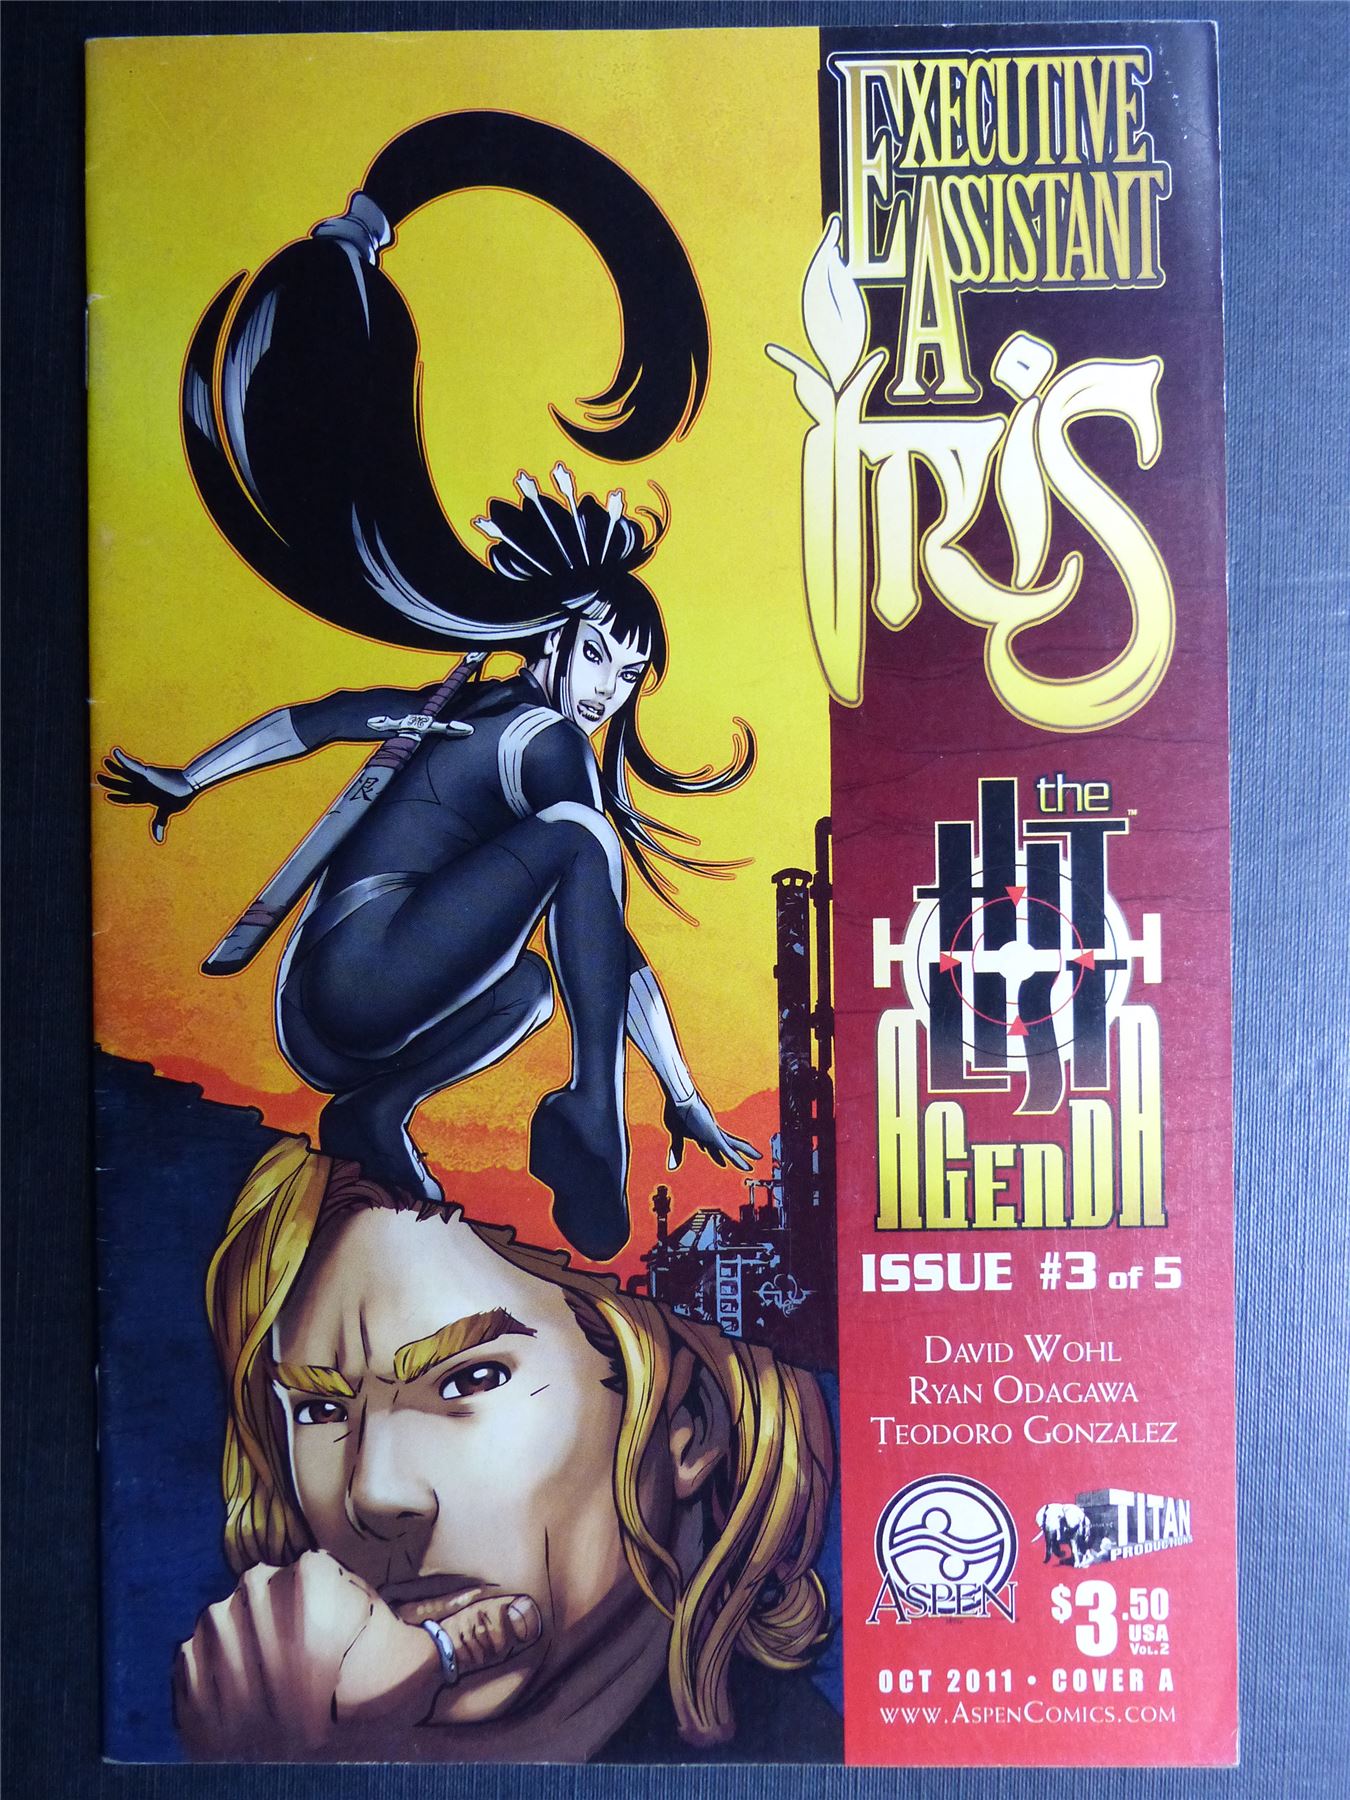 EXECUTIVE
ASSISTANT
IRIS
the
HIT
LIST
™
AGENDA
ISSUE #3 of 5
DAVID WOHL
RYAN ODAGAWA
TEODORO GONZALEZ
ASPEN
TITAN
PRODUCTIONS
$3.50
USA
VOL.2
OCT 2011 • COVER A
WWW.ASPENCOMICS.COM